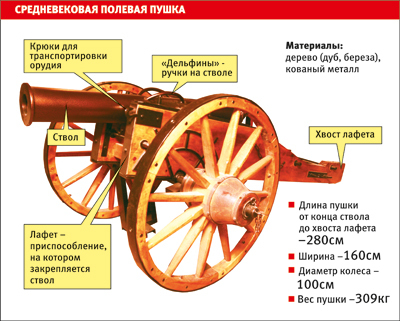 СРЕДНЕВЕКОВАЯ ПОЛЕВАЯ ПУШКА
Крюки для
транспортировки
орудия
«Дельфины» -
ручки на стволе
Материалы:
дерево (дуб, береза),
кованый металл
Ствол
Хвост лафета
Лафет –
приспособление,
на котором
закрепляется
ствол
Длина пушки
от конца ствола
до хвоста лафета
–280см
Ширина –160см
Диаметр колеса –
100см
Вес пушки –309кг